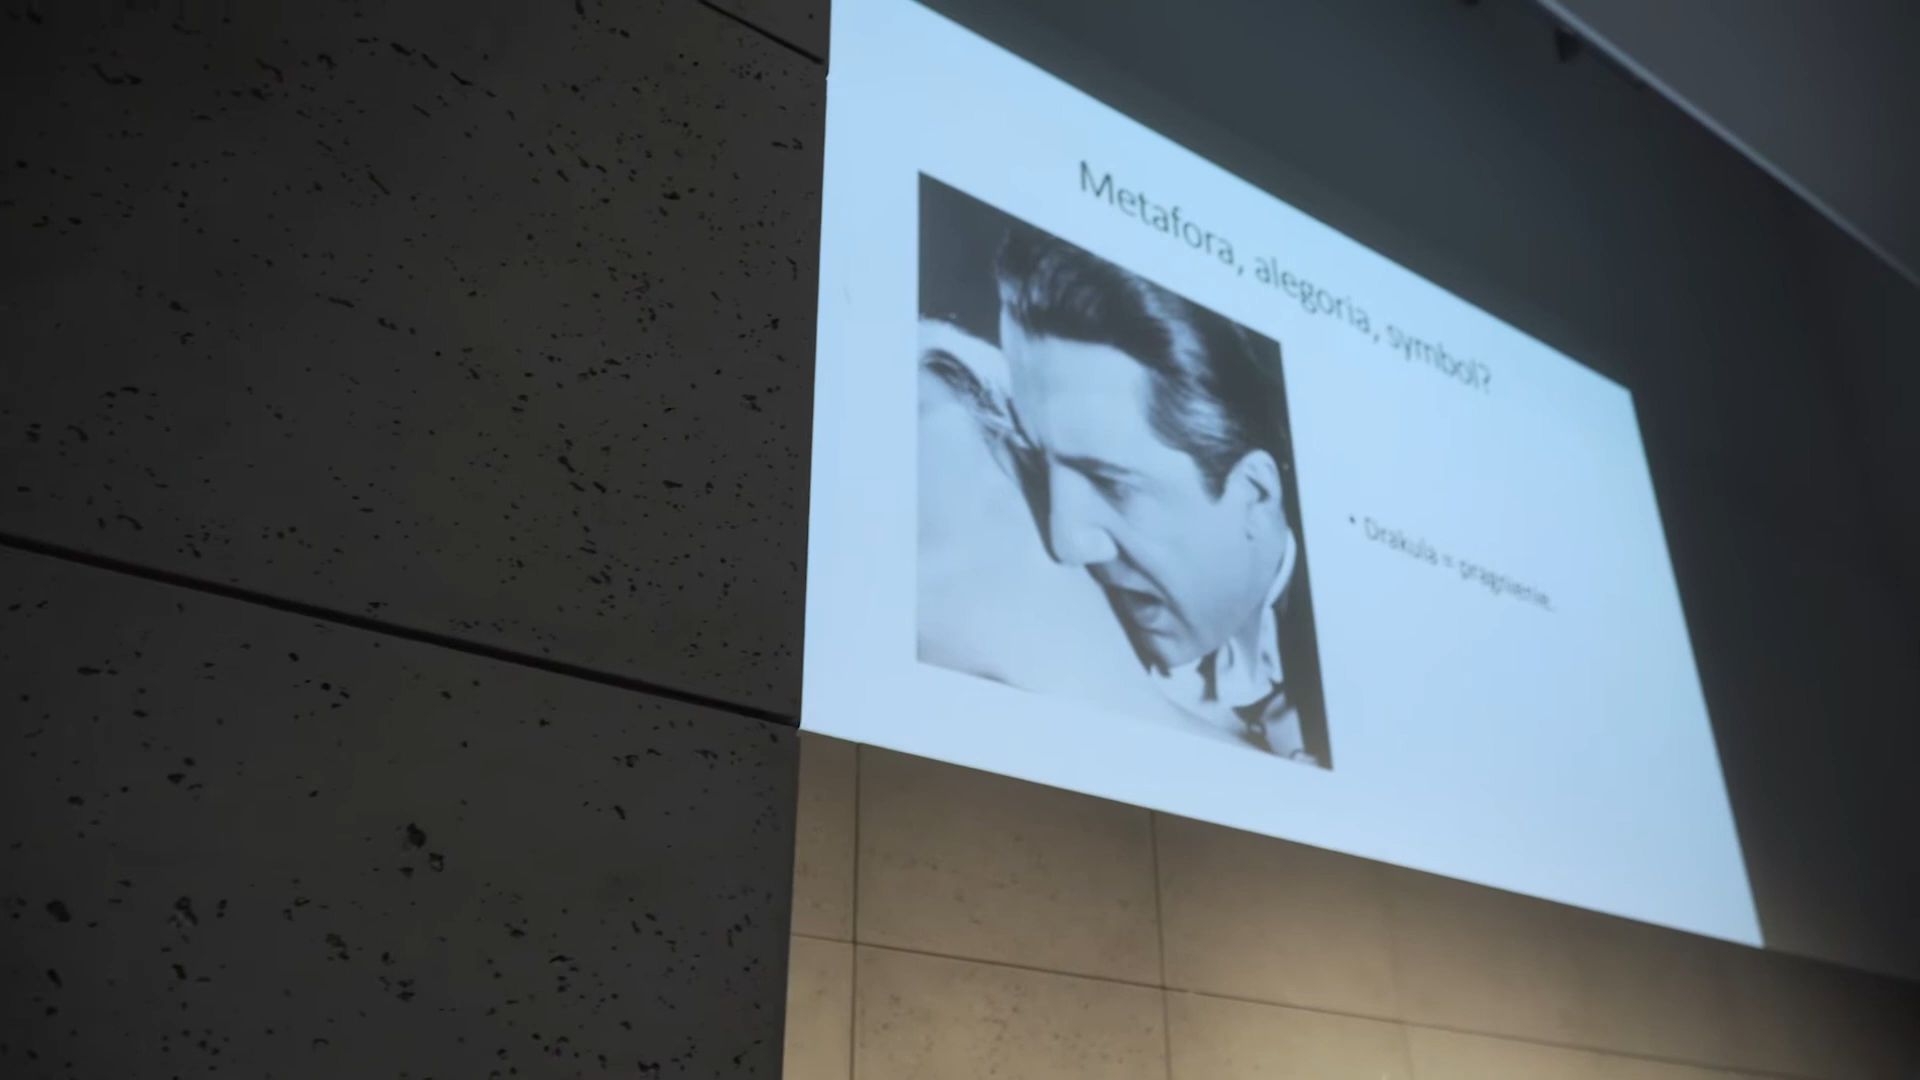 Metafora, alegoria, symbol?
• Drakula = pragnienie.